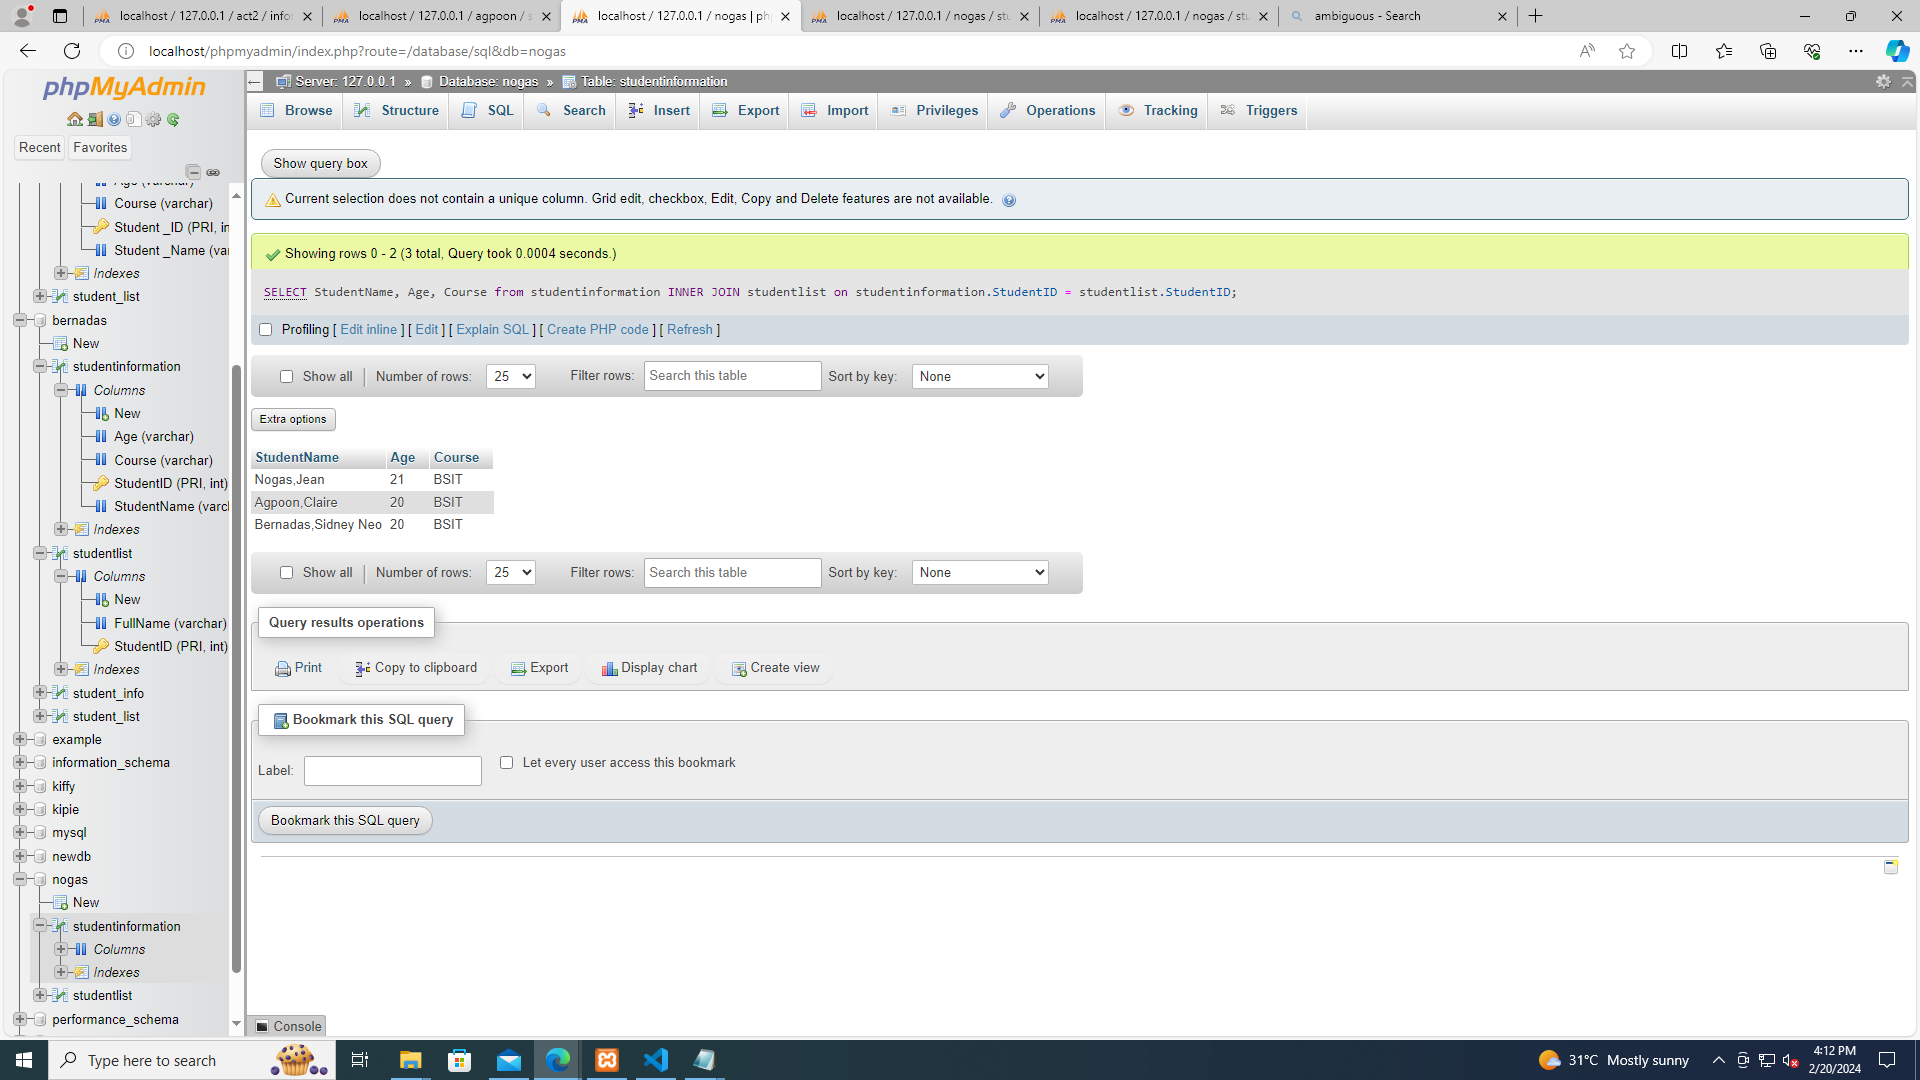 localhost / 127.0.0.1 / act2 / infor
localhost / 127.0.0.1 / agpoon / s
localhost / 127.0.0.1 / nogas | php
localhost / 127.0.0.1 / nogas / stu
localhost / 127.0.0.1 / nogas / stu
ambiguous - Search
localhost/phpmyadmin/index.php?route=/database/sql&db=nogas
phpMyAdmin
Recent
Favorites
Age (varchar)
Course (varchar)
Student _ID (PRI, in
Student _Name (var
Indexes
student_list
bernadas
New
studentinformation
Columns
New
Age (varchar)
Course (varchar)
StudentID (PRI, int)
StudentName (varch
Indexes
studentlist
Columns
New
FullName (varchar)
StudentID (PRI, int)
Indexes
student_info
student_list
example
information_schema
kiffy
kipie
mysql
newdb
nogas
New
studentinformation
Columns
Indexes
studentlist
performance_schema
Server: 127.0.0.1 » Database: nogas » Table: studentinformation
Browse Structure SQL Search Insert Export Import Privileges Operations Tracking Triggers
Show query box
Current selection does not contain a unique column. Grid edit, checkbox, Edit, Copy and Delete features are not available.
Showing rows 0 - 2 (3 total, Query took 0.0004 seconds.)
SELECT StudentName, Age, Course from studentinformation INNER JOIN studentlist on studentinformation.StudentID = studentlist.StudentID;
Profiling [ Edit inline ] [ Edit ] [ Explain SQL ] [ Create PHP code ] [ Refresh ]
Show all | Number of rows: 25 Filter rows: Search this table Sort by key: None
Extra options
StudentName Age Course
Nogas,Jean 21 BSIT
Agpoon,Claire 20 BSIT
Bernadas,Sidney Neo 20 BSIT
Show all | Number of rows: 25 Filter rows: Search this table Sort by key: None
Query results operations
Print Copy to clipboard Export Display chart Create view
Bookmark this SQL query
Label: Let every user access this bookmark
Bookmark this SQL query
Console
Type here to search
31°C Mostly sunny
4:12 PM
2/20/2024